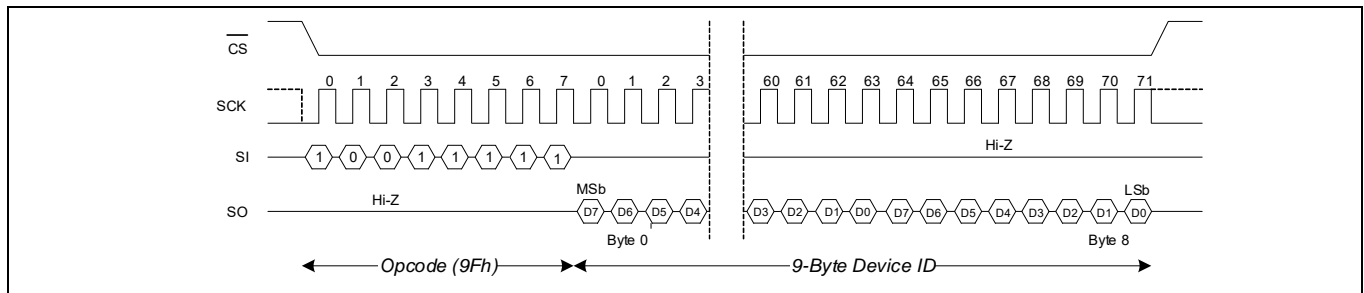 CS
0 1 2 3 4 5 6 7 0 1 2 3 60 61 62 63 64 65 66 67 68 69 70 71
SCK
Hi-Z
SI 1 0 0 1 1 1 1 1
MSb LSb
Hi-Z
SO D7 D6 D5 D4 D3 D2 D1 D0 D7 D6 D5 D4 D3 D2 D1 D0
Byte 0 Byte 8
Opcode (9Fh) 9-Byte Device ID